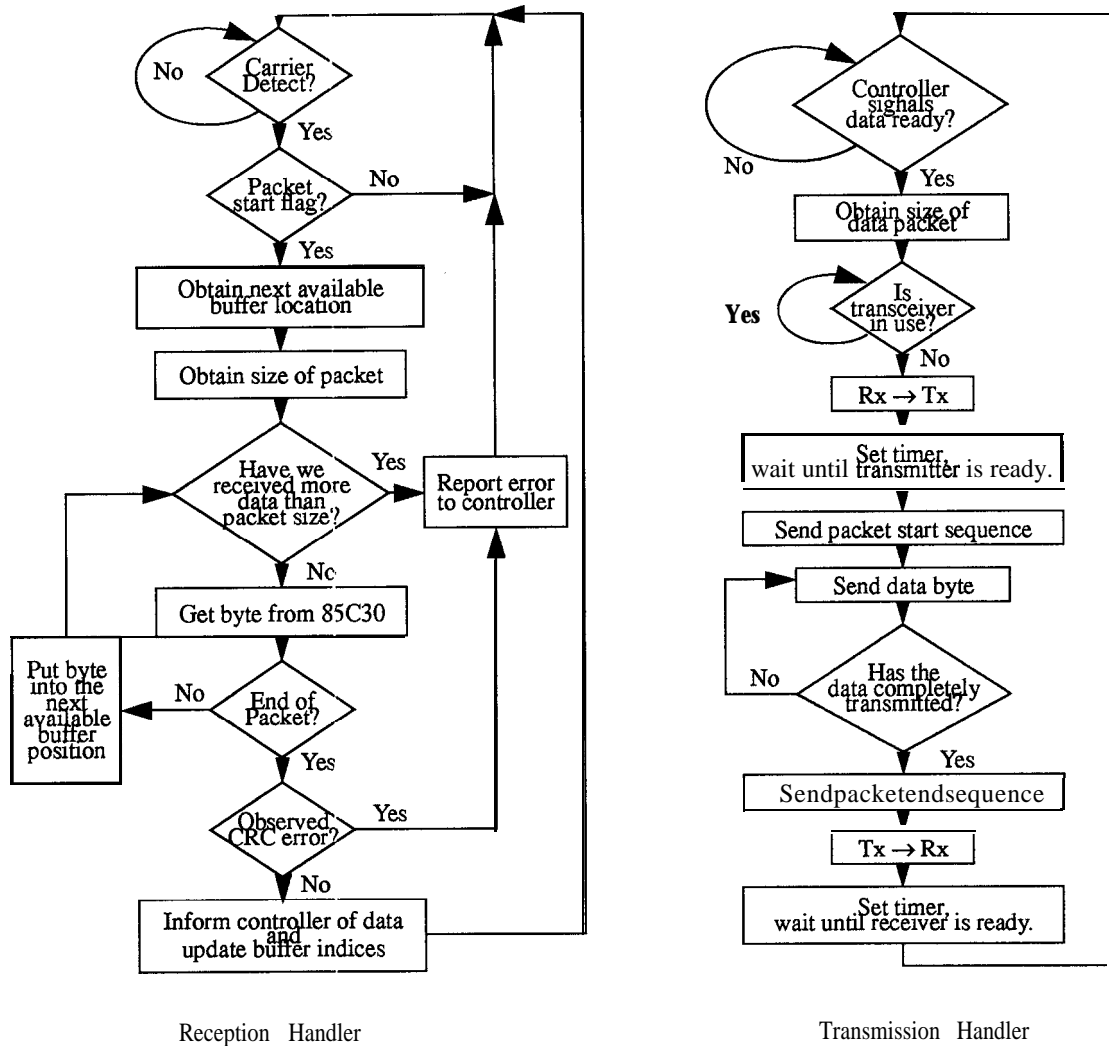 No
Carrier
Detect?
Yes
Packet
start flag?
No
Yes
Obtain next available
buffer location
Obtain size of packet
Have we
received more
data than
packet size?
Yes
Report error
to controller
No
Get byte from 85C30
Put byte
into the
next
available
buffer
position
No
End of
Packet?
Yes
Observed
CRC error?
Yes
No
Inform controller of data
and
update buffer indices
Reception Handler
Controller
signals
data ready?
No
Yes
Obtain size of
data packet
Is
transceiver
in use?
Yes
No
Rx → Tx
Set timer,
wait until transmitter is ready.
Send packet start sequence
Send data byte
Has the
data completely
transmitted?
No
Yes
Sendpacketendsequence
Tx → Rx
Set timer,
wait until receiver is ready.
Transmission Handler